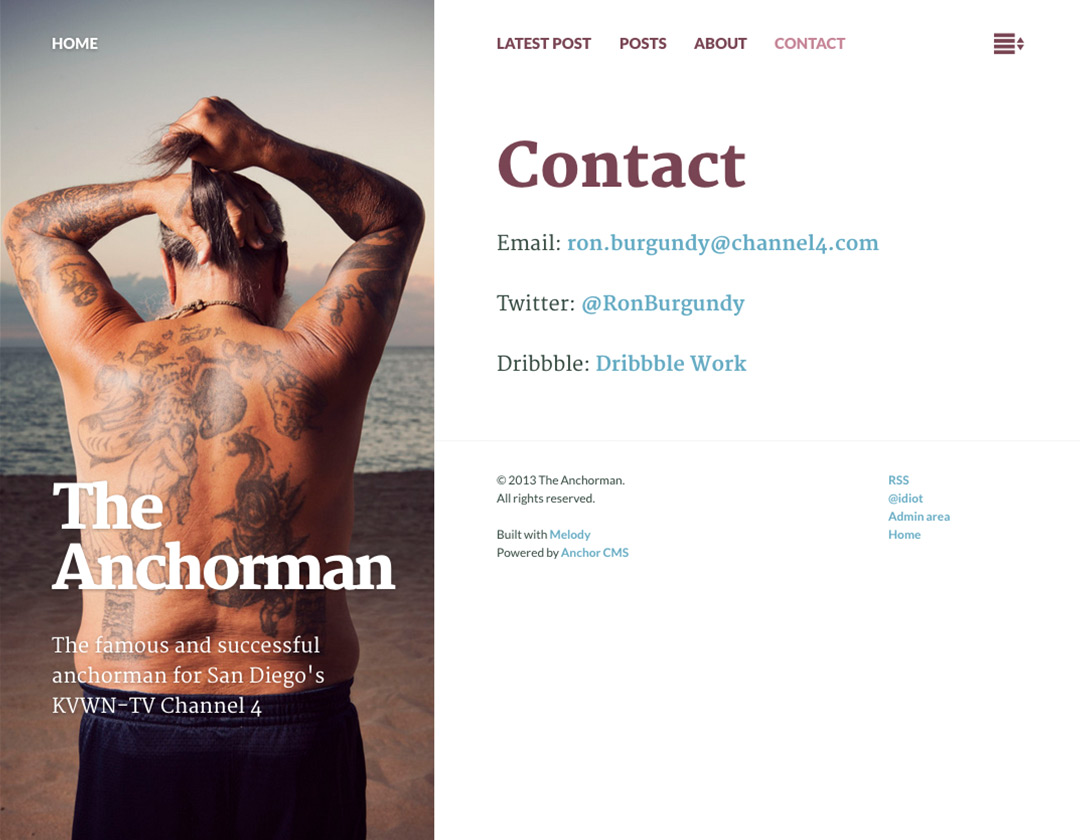 HOME
The
Anchorman
The famous and successful
anchorman for San Diego's
KVWN-TV Channel 4
LATEST POST POSTS ABOUT CONTACT
Contact
Email: ron.burgundy@channel4.com
Twitter: @RonBurgundy
Dribbble: Dribbble Work
© 2013 The Anchorman.
All rights reserved.
Built with Melody
Powered by Anchor CMS
RSS
@idiot
Admin area
Home